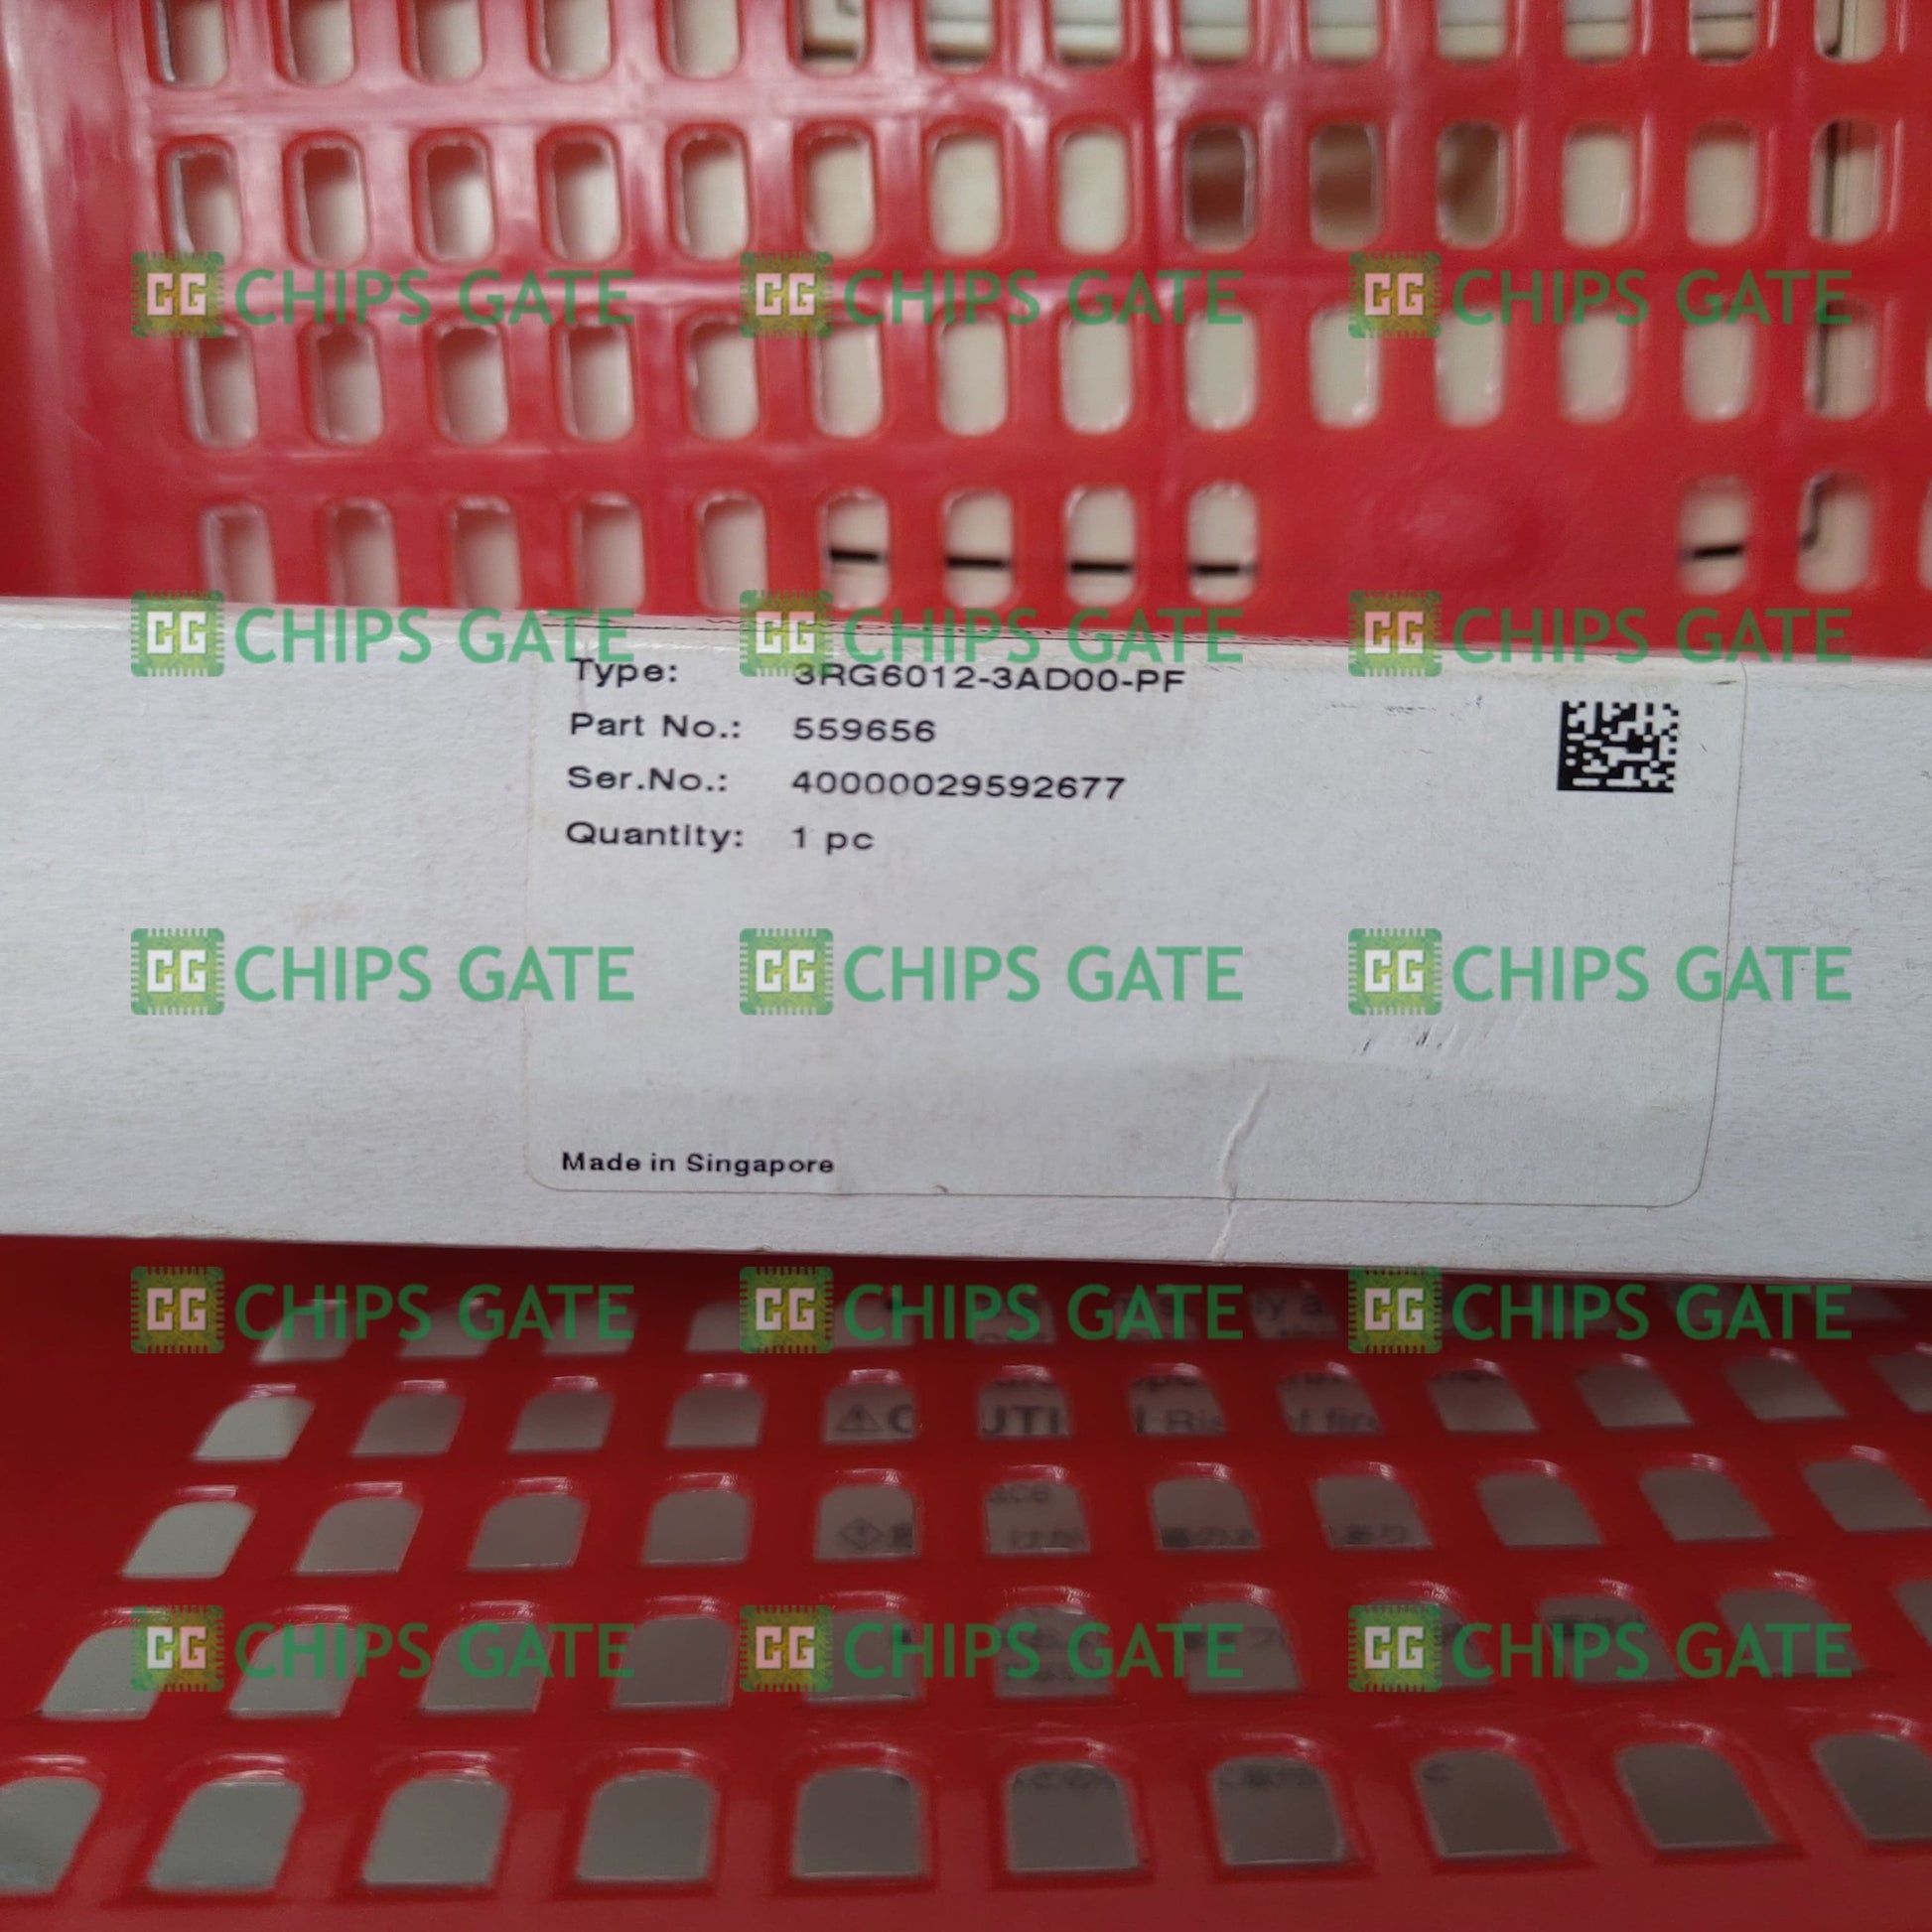 CG CHIPS GATE CG CHIPS GATE CG CHIPS GATE
CG CHIPS GATE CG CHIPS GATE CG CHIPS GATE
Type: 3RG6012-3AD00-PF
Part No.: 559656
Ser.No.: 40000029592677
Quantity: 1 pc
CG CHIPS GATE CG CHIPS GATE CG CHIPS GATE
Made in Singapore
CG CHIPS GATE CG CHIPS GATE CG CHIPS GATE
CG CHIPS GATE CG CHIPS GATE CG CHIPS GATE